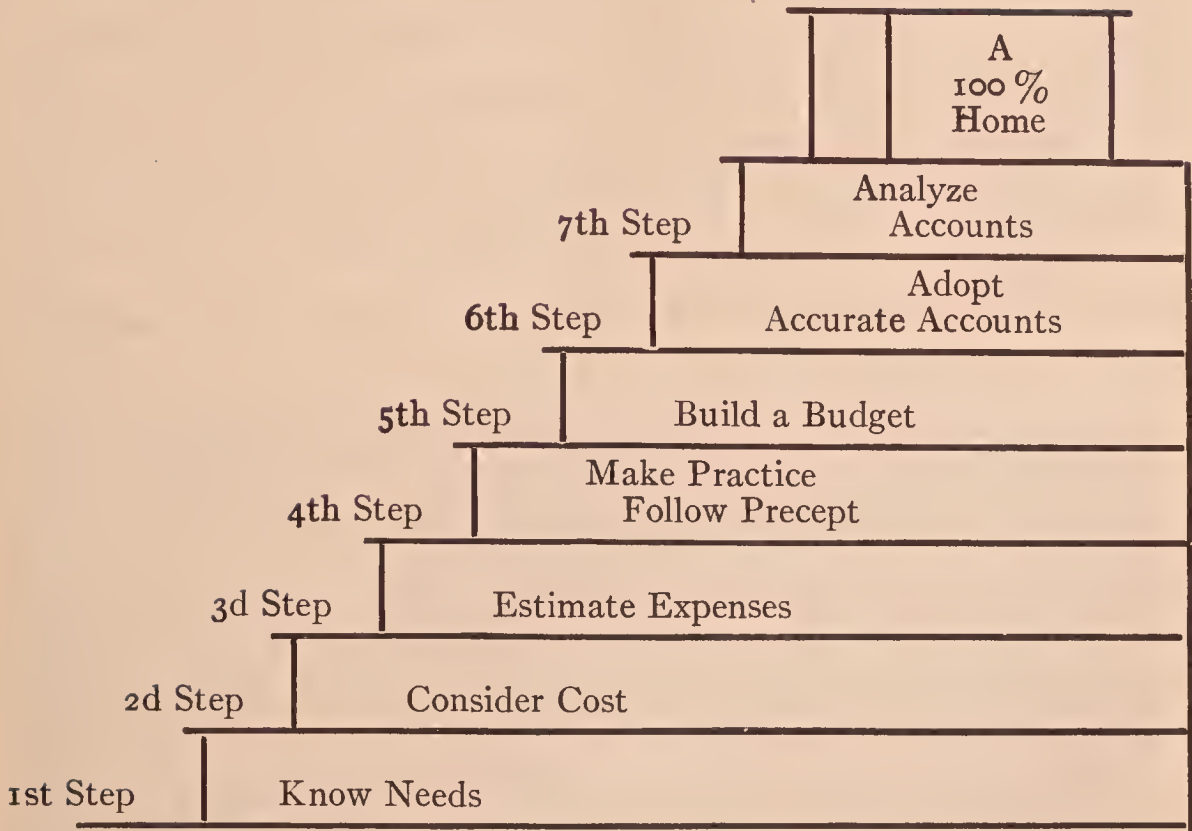 A
100 %
Home
Analyze
7th Step Accounts
Adopt
6th Step Accurate Accounts
5th Step Build a Budget
Make Practice
4th Step Follow Precept
3d Step Estimate Expenses
2d Step Consider Cost
1st Step Know Needs